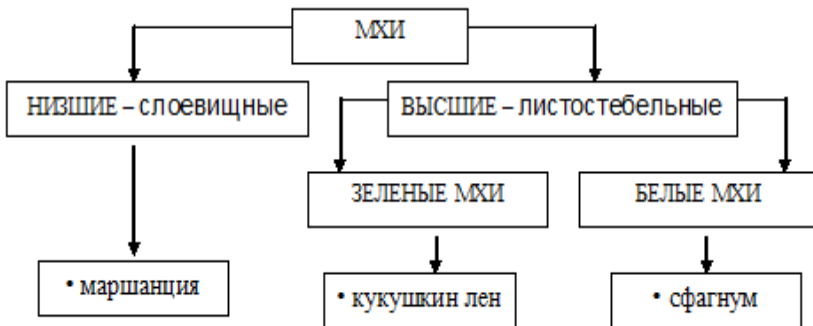 МХИ
НИЗШИЕ – слоевищные
ВЫСШИЕ – листостебельные
ЗЕЛЕНЫЕ МХИ
БЕЛЫЕ МХИ
• маршанция
• кукушкин лен
• сфагнум